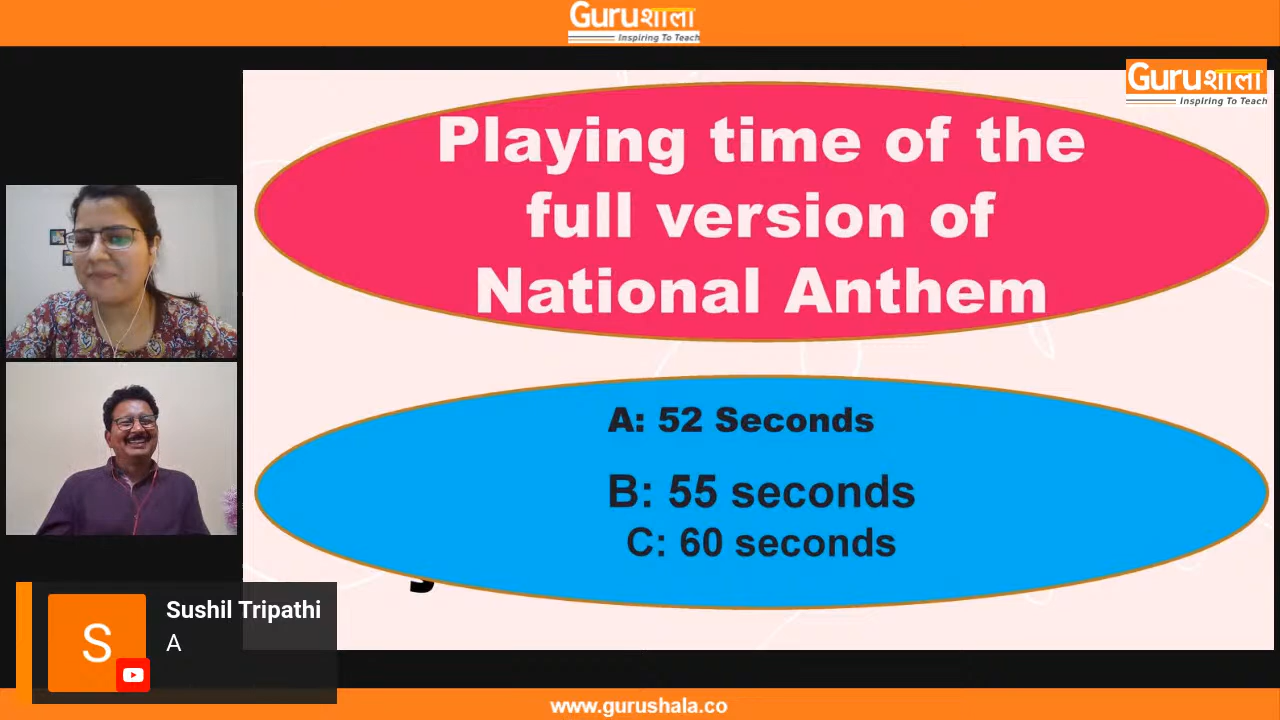 Guruशाला
Inspiring To Teach
Guruशाला
Inspiring To Teach
Playing time of the
full version of
National Anthem
A: 52 Seconds
B: 55 seconds
C: 60 seconds
S
Sushil Tripathi
A
www.gurushala.co